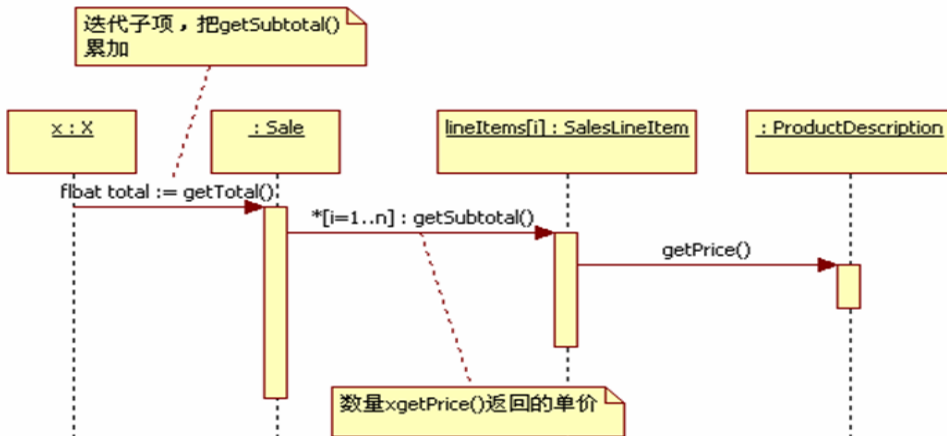 迭代子项，把getSubtotal()
累加
x : X
: Sale
lineItems[i] : SalesLineItem
: ProductDescription
float total := getTotal()
*[i=1..n] : getSubtotal()
getPrice()
数量xgetPrice()返回的单价